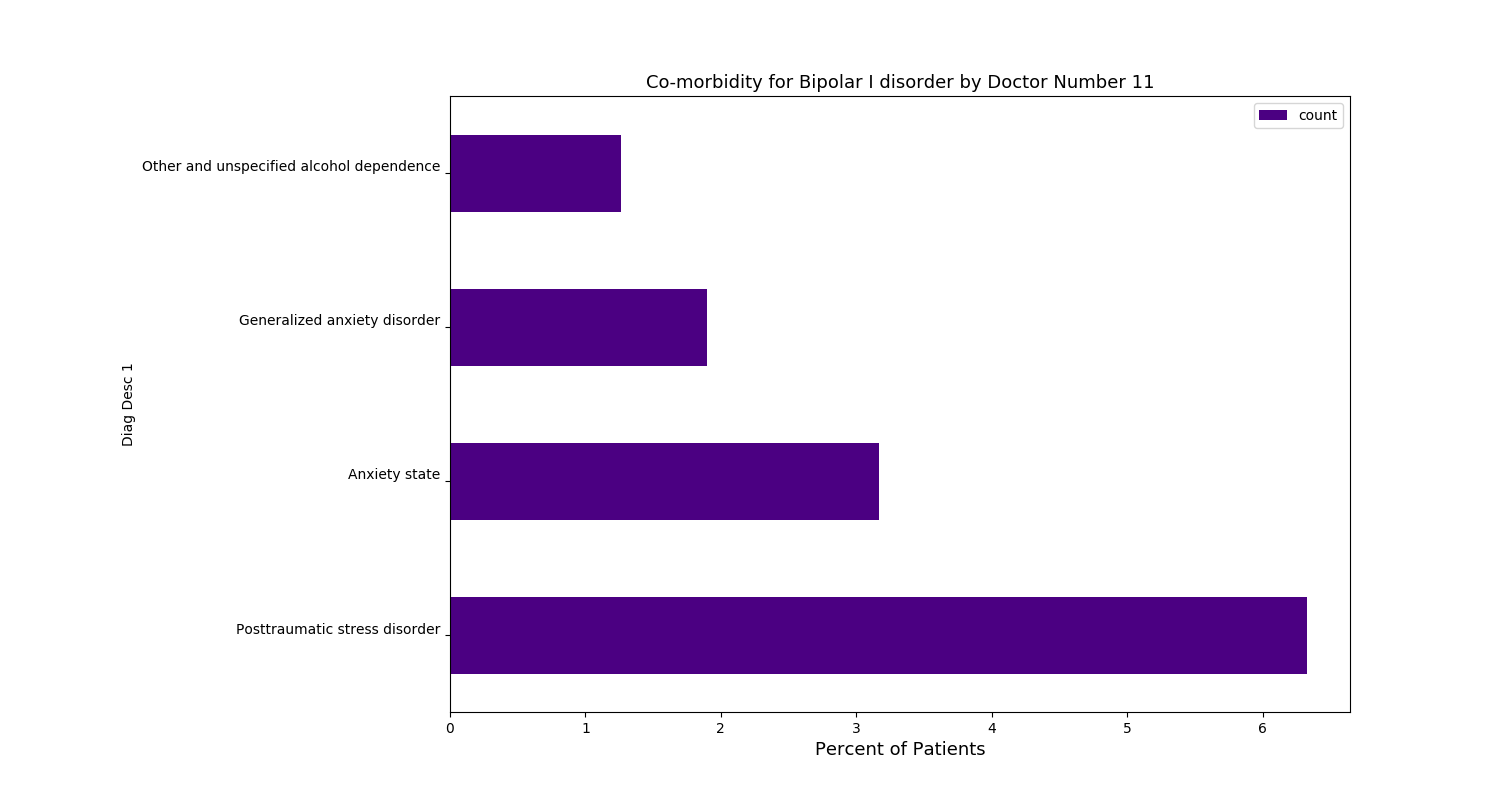 Co-morbidity for Bipolar I disorder by Doctor Number 11
count
Other and unspecified alcohol dependence
Generalized anxiety disorder
Diag Desc 1
Anxiety state
Posttraumatic stress disorder
0 1 2 3 4 5 6
Percent of Patients